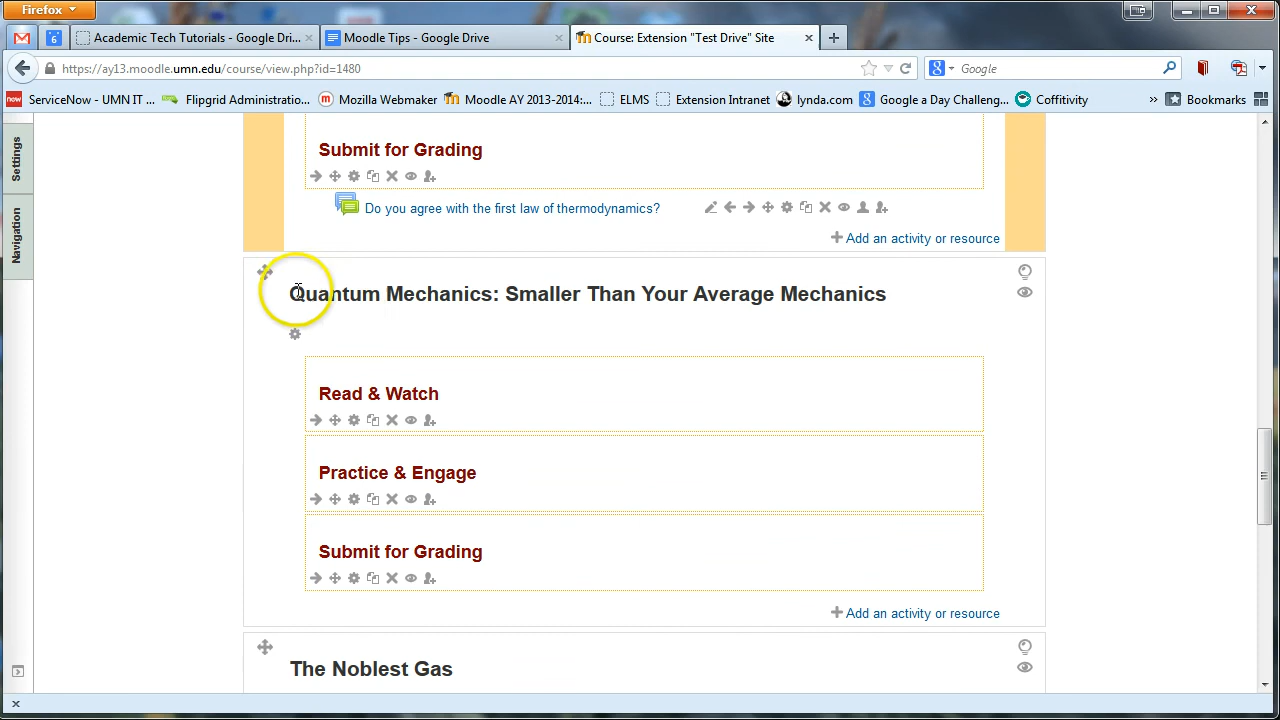 Firefox
Academic Tech Tutorials - Google Dri...
Moodle Tips - Google Drive
Course: Extension "Test Drive" Site
https://ay13.moodle.umn.edu/course/view.php?id=1480
Google
ServiceNow - UMN IT ...
Flipgrid Administratio...
Mozilla Webmaker
Moodle AY 2013-2014:...
ELMS
Extension Intranet
lynda.com
Google a Day Challeng...
Coffitivity
Bookmarks
Settings
Navigation
Submit for Grading
Do you agree with the first law of thermodynamics?
Add an activity or resource
Quantum Mechanics: Smaller Than Your Average Mechanics
Read & Watch
Practice & Engage
Submit for Grading
Add an activity or resource
The Noblest Gas